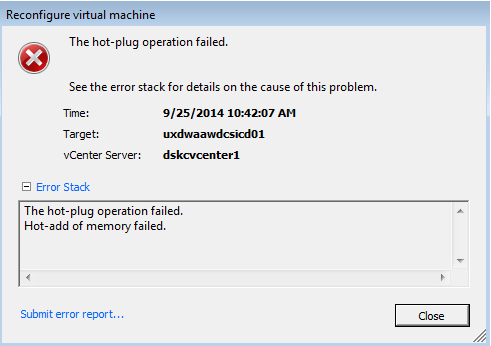 Reconfigure virtual machine
The hot-plug operation failed.
See the error stack for details on the cause of this problem.
Time: 9/25/2014 10:42:07 AM
Target: uxdwaawdcsicd01
vCenter Server: dskcvcenter1
Error Stack
The hot-plug operation failed.
Hot-add of memory failed.
Submit error report...
Close